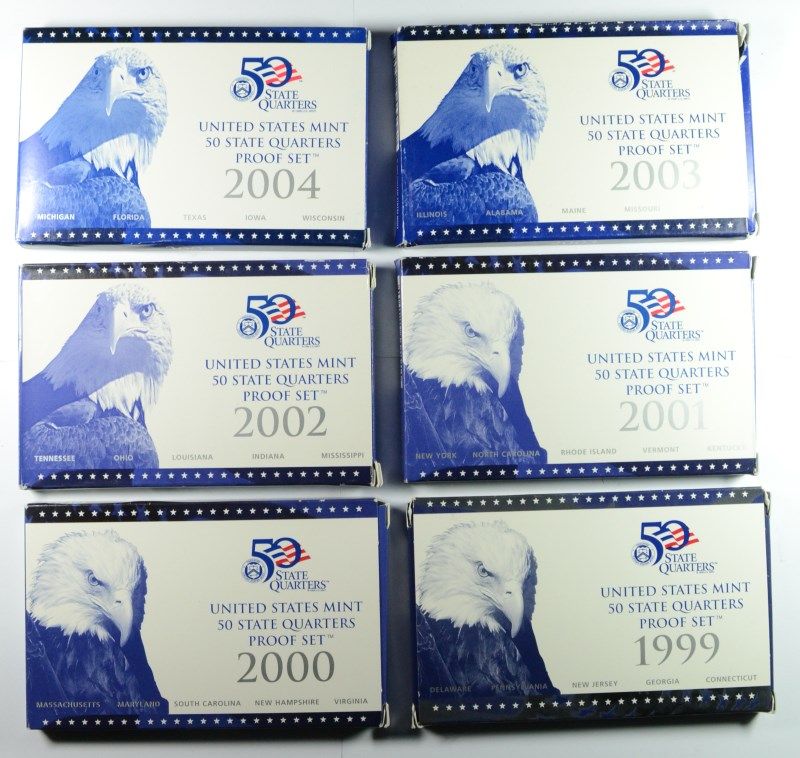 50
STATE
QUARTERS
UNITED STATES MINT
50 STATE QUARTERS
PROOF SET™
2004
MICHIGAN FLORIDA TEXAS IOWA WISCONSIN
50
STATE
QUARTERS
UNITED STATES MINT
50 STATE QUARTERS
PROOF SET™
2003
ILLINOIS ALABAMA MAINE MISSOURI
50
STATE
QUARTERS
UNITED STATES MINT
50 STATE QUARTERS
PROOF SET™
2002
TENNESSEE OHIO LOUISIANA INDIANA MISSISSIPPI
50
STATE
QUARTERS™
UNITED STATES MINT
50 STATE QUARTERS
PROOF SET™
2001
NEW YORK NORTH CAROLINA RHODE ISLAND VERMONT KENTUCKY
50
STATE
QUARTERS™
UNITED STATES MINT
50 STATE QUARTERS
PROOF SET™
2000
MASSACHUSETTS MARYLAND SOUTH CAROLINA NEW HAMPSHIRE VIRGINIA
50
STATE
QUARTERS™
UNITED STATES MINT
50 STATE QUARTERS
PROOF SET™
1999
DELAWARE PENNSYLVANIA NEW JERSEY GEORGIA CONNECTICUT